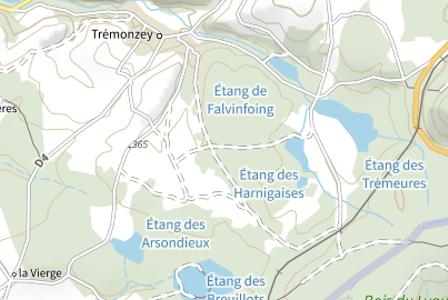 Trémonzey
Étang de
Falvinfoing
365
D4
Étang des
Harnigaises
Étang des
Trémeures
Étang des
Arsondieux
la Vierge
Étang des
Brouillots